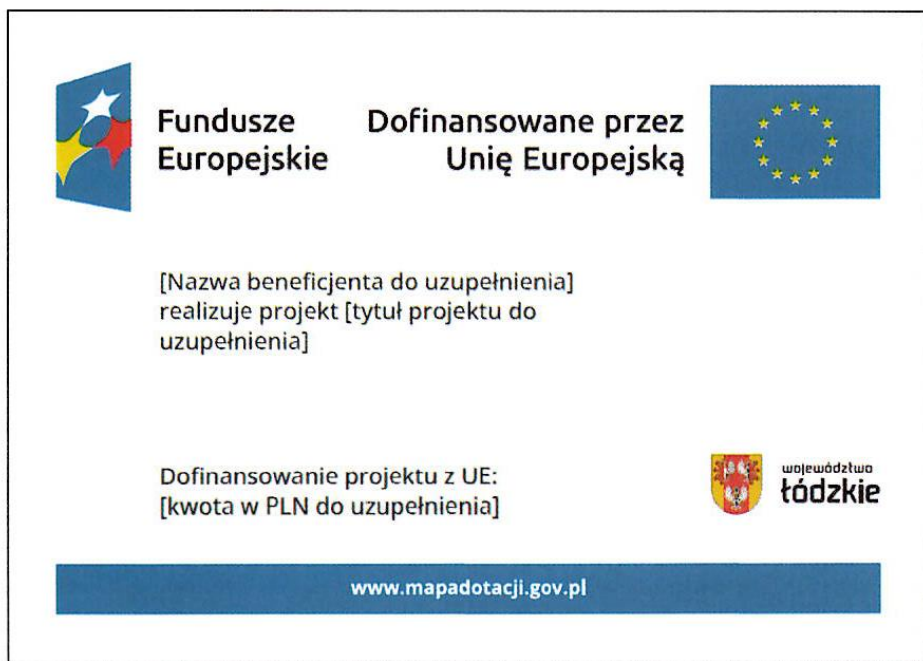 Fundusze
Europejskie
Dofinansowane przez
Unię Europejską
[Nazwa beneficjenta do uzupełnienia]
realizuje projekt [tytuł projektu do
uzupełnienia]
Dofinansowanie projektu z UE:
[kwota w PLN do uzupełnienia]
województwo
łódzkie
www.mapadotacji.gov.pl